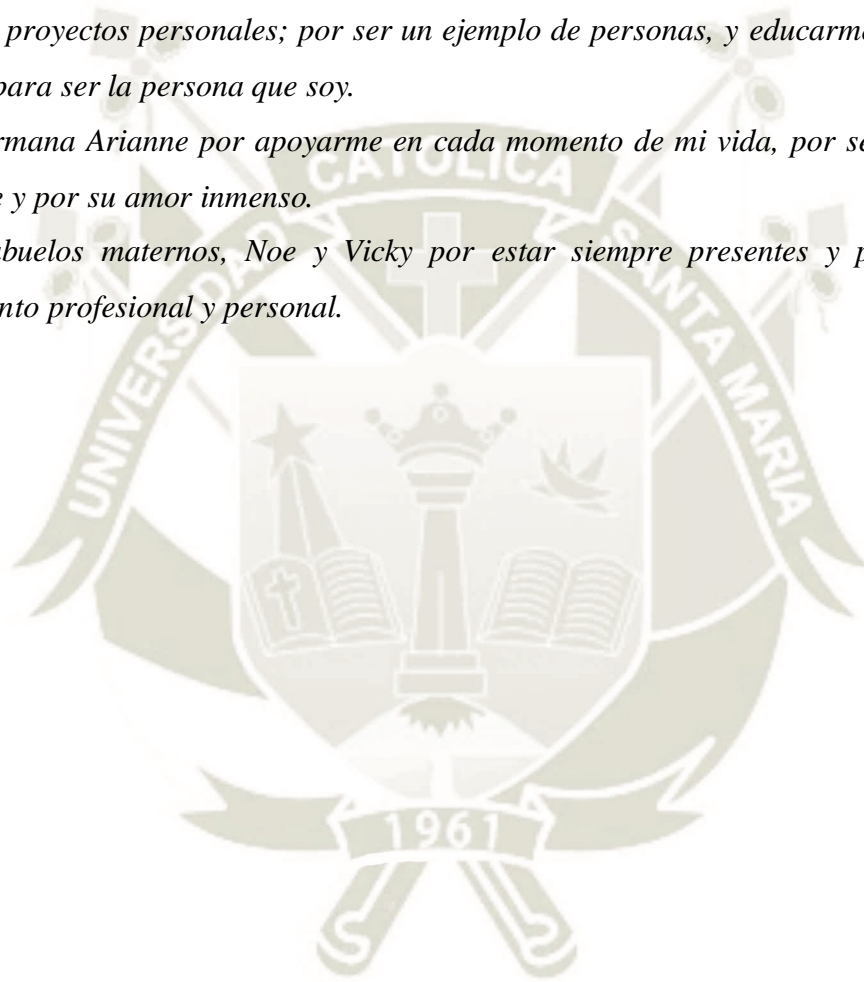 proyectos personales; por ser un ejemplo de personas, y educarm
para ser la persona que soy.
rmana Arianne por apoyarme en cada momento de mi vida, por se
e y por su amor inmenso.
buelos maternos, Noe y Vicky por estar siempre presentes y p
nto profesional y personal.
UNIVERSIDAD CATOLICA SANTA MARIA
1961